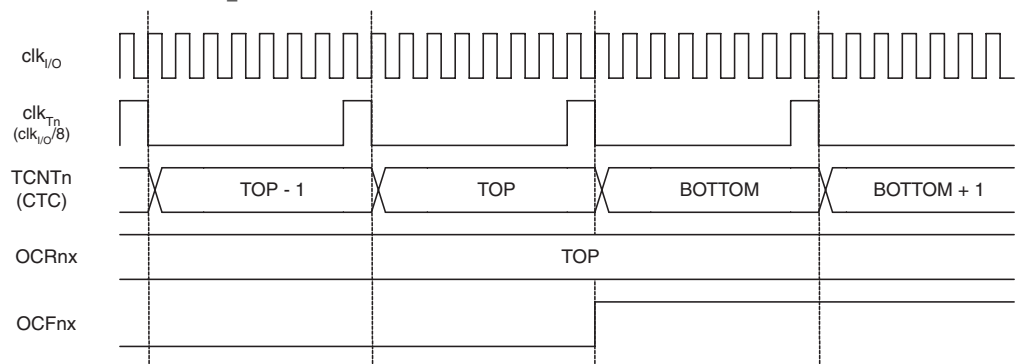 clkI/O
clkTn
(clkI/O/8)
TCNTn
(CTC)
TOP - 1
TOP
BOTTOM
BOTTOM + 1
OCRnx
TOP
OCFnx